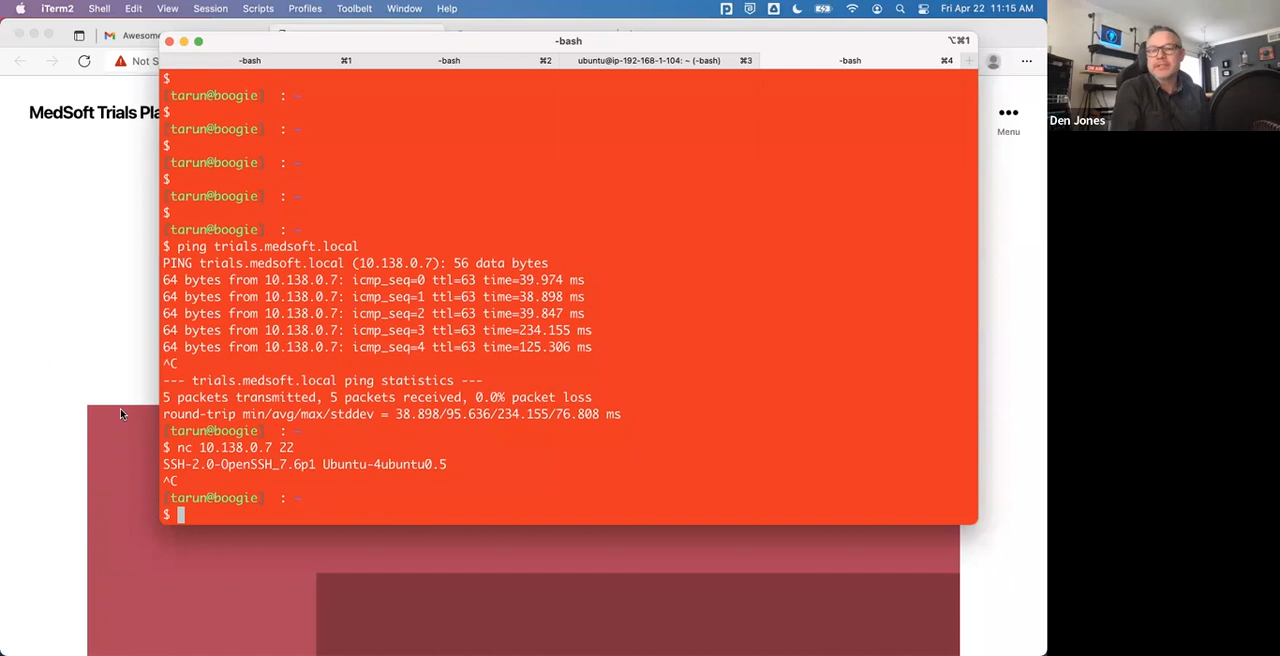 iTerm2 Shell Edit View Session Scripts Profiles Toolbelt Window Help Fri Apr 22 11:15 AM
Awesom
-bash ⌥⌘1
-bash ⌘1 -bash ⌘2 ubuntu@ip-192-168-1-104: ~ (-bash) ⌘3 -bash ⌘4
Not S
MedSoft Trials Pla
Menu
Den Jones
$
[tarun@boogie] : ~
$
[tarun@boogie] : ~
$
[tarun@boogie] : ~
$
[tarun@boogie] : ~
$
[tarun@boogie] : ~
$ ping trials.medsoft.local
PING trials.medsoft.local (10.138.0.7): 56 data bytes
64 bytes from 10.138.0.7: icmp_seq=0 ttl=63 time=39.974 ms
64 bytes from 10.138.0.7: icmp_seq=1 ttl=63 time=38.898 ms
64 bytes from 10.138.0.7: icmp_seq=2 ttl=63 time=39.847 ms
64 bytes from 10.138.0.7: icmp_seq=3 ttl=63 time=234.155 ms
64 bytes from 10.138.0.7: icmp_seq=4 ttl=63 time=125.306 ms
^C
--- trials.medsoft.local ping statistics ---
5 packets transmitted, 5 packets received, 0.0% packet loss
round-trip min/avg/max/stddev = 38.898/95.636/234.155/76.808 ms
[tarun@boogie] : ~
$ nc 10.138.0.7 22
SSH-2.0-OpenSSH_7.6p1 Ubuntu-4ubuntu0.5
^C
[tarun@boogie] : ~
$